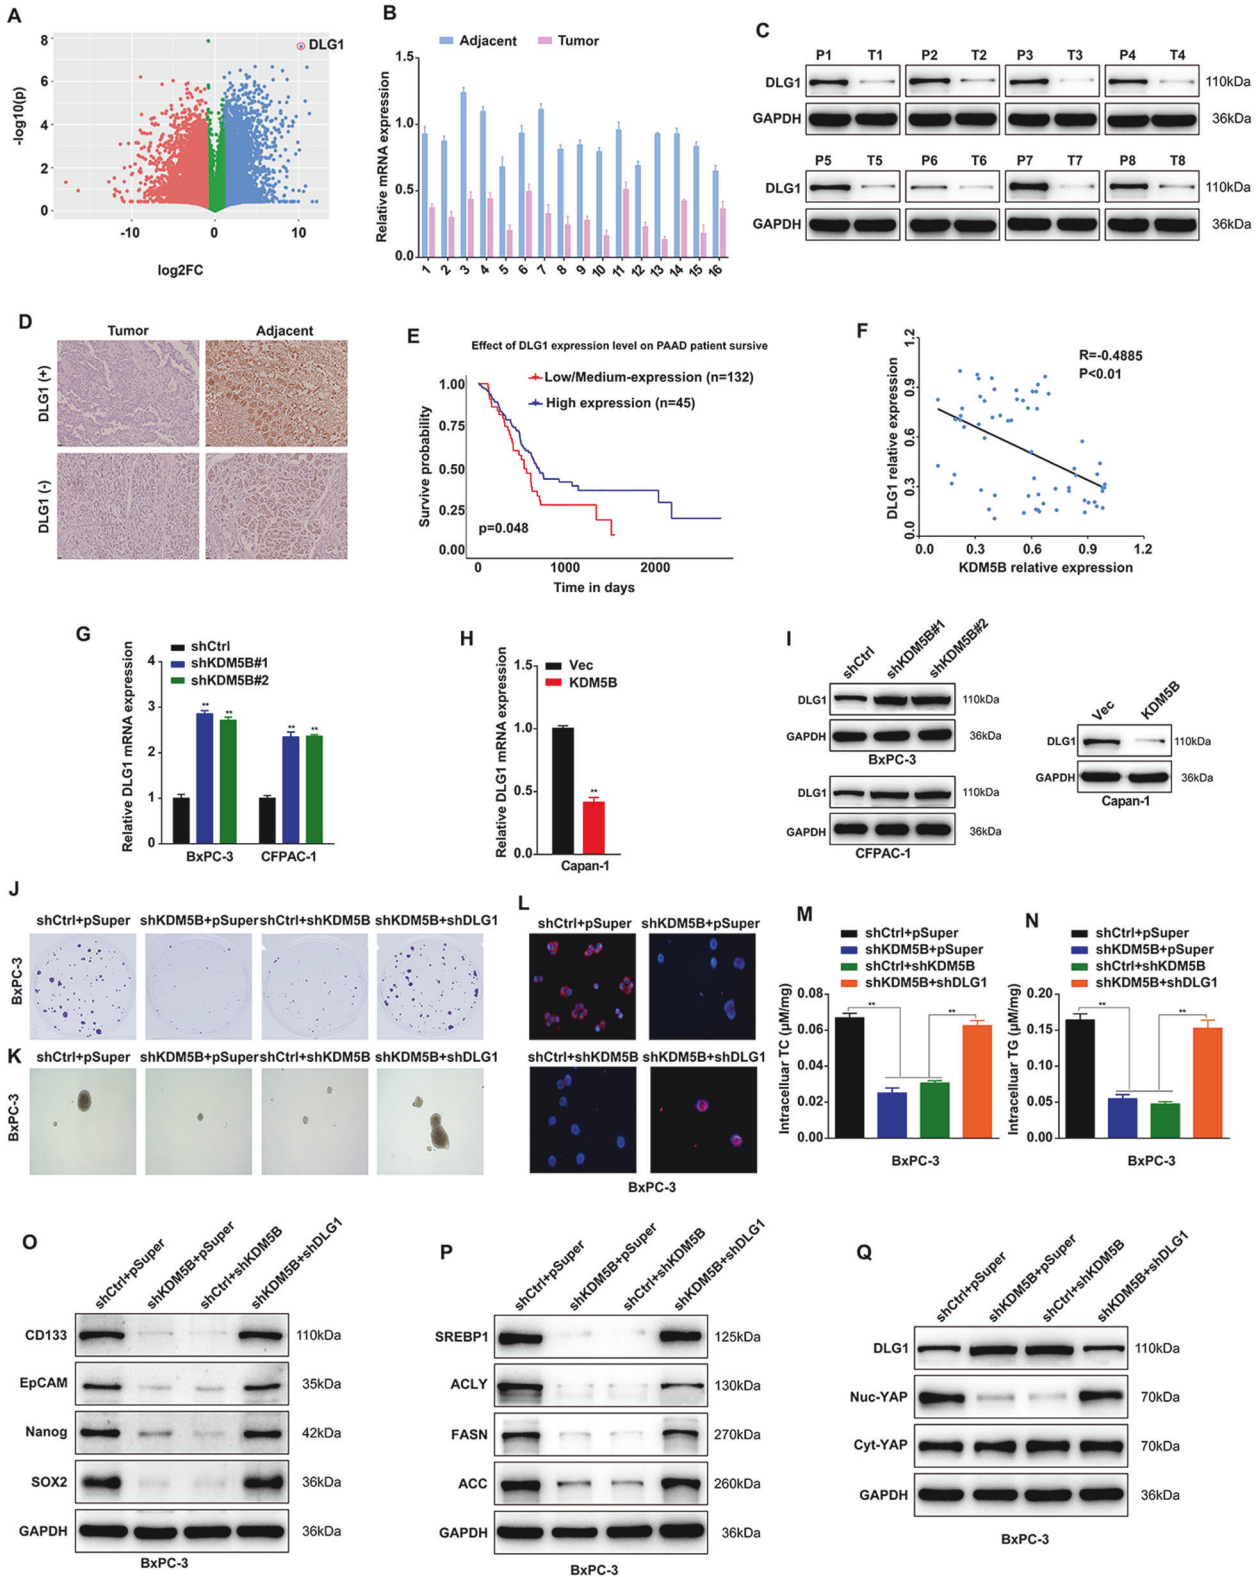 A
8
6
4
2
0
-log10(p)
DLG1
-10
0
10
log2FC
B
Adjacent
Tumor
1.5
1.0
0.5
0.0
Relative mRNA expression
1 2 3 4 5 6 7 8 9 10 11 12 13 14 15 16
C
P1 T1 P2 T2 P3 T3 P4 T4
DLG1 110kDa
GAPDH 36kDa
P5 T5 P6 T6 P7 T7 P8 T8
DLG1 110kDa
GAPDH 36kDa
D
Tumor Adjacent
DLG1 (+)
DLG1 (-)
E
Effect of DLG1 expression level on PAAD patient survive
Low/Medium-expression (n=132)
High expression (n=45)
1.00
0.75
0.50
0.25
0.00
Survive probability
p=0.048
0 1000 2000
Time in days
F
R=-0.4885
P<0.01
1.2
0.9
0.6
0.3
0.0
DLG1 relative expression
0.0 0.3 0.6 0.9 1.2
KDM5B relative expression
G
shCtrl
shKDM5B#1
shKDM5B#2
4
3
2
1
0
Relative DLG1 mRNA expression
** ** ** **
BxPC-3 CFPAC-1
H
Vec
KDM5B
1.5
1.0
0.5
0.0
Relative DLG1 mRNA expression
**
Capan-1
I
shCtrl shKDM5B#1 shKDM5B#2
DLG1 110kDa
GAPDH 36kDa
BxPC-3
DLG1 110kDa
GAPDH 36kDa
CFPAC-1
Vec KDM5B
DLG1 110kDa
GAPDH 36kDa
Capan-1
J
shCtrl+pSuper shKDM5B+pSuper shCtrl+shKDM5B shKDM5B+shDLG1
BxPC-3
K
shCtrl+pSuper shKDM5B+pSuper shCtrl+shKDM5B shKDM5B+shDLG1
BxPC-3
L
shCtrl+pSuper shKDM5B+pSuper
shCtrl+shKDM5B shKDM5B+shDLG1
BxPC-3
M
shCtrl+pSuper
shKDM5B+pSuper
shCtrl+shKDM5B
shKDM5B+shDLG1
0.08
0.06
0.04
0.02
0.00
Intracelluar TC (μM/mg)
** **
BxPC-3
N
shCtrl+pSuper
shKDM5B+pSuper
shCtrl+shKDM5B
shKDM5B+shDLG1
0.20
0.15
0.10
0.05
0.00
Intracelluar TG (μM/mg)
** **
BxPC-3
O
shCtrl+pSuper shKDM5B+pSuper shCtrl+shKDM5B shKDM5B+shDLG1
CD133 110kDa
EpCAM 35kDa
Nanog 42kDa
SOX2 36kDa
GAPDH 36kDa
BxPC-3
P
shCtrl+pSuper shKDM5B+pSuper shCtrl+shKDM5B shKDM5B+shDLG1
SREBP1 125kDa
ACLY 130kDa
FASN 270kDa
ACC 260kDa
GAPDH 36kDa
BxPC-3
Q
shCtrl+pSuper shKDM5B+pSuper shCtrl+shKDM5B shKDM5B+shDLG1
DLG1 110kDa
Nuc-YAP 70kDa
Cyt-YAP 70kDa
GAPDH 36kDa
BxPC-3